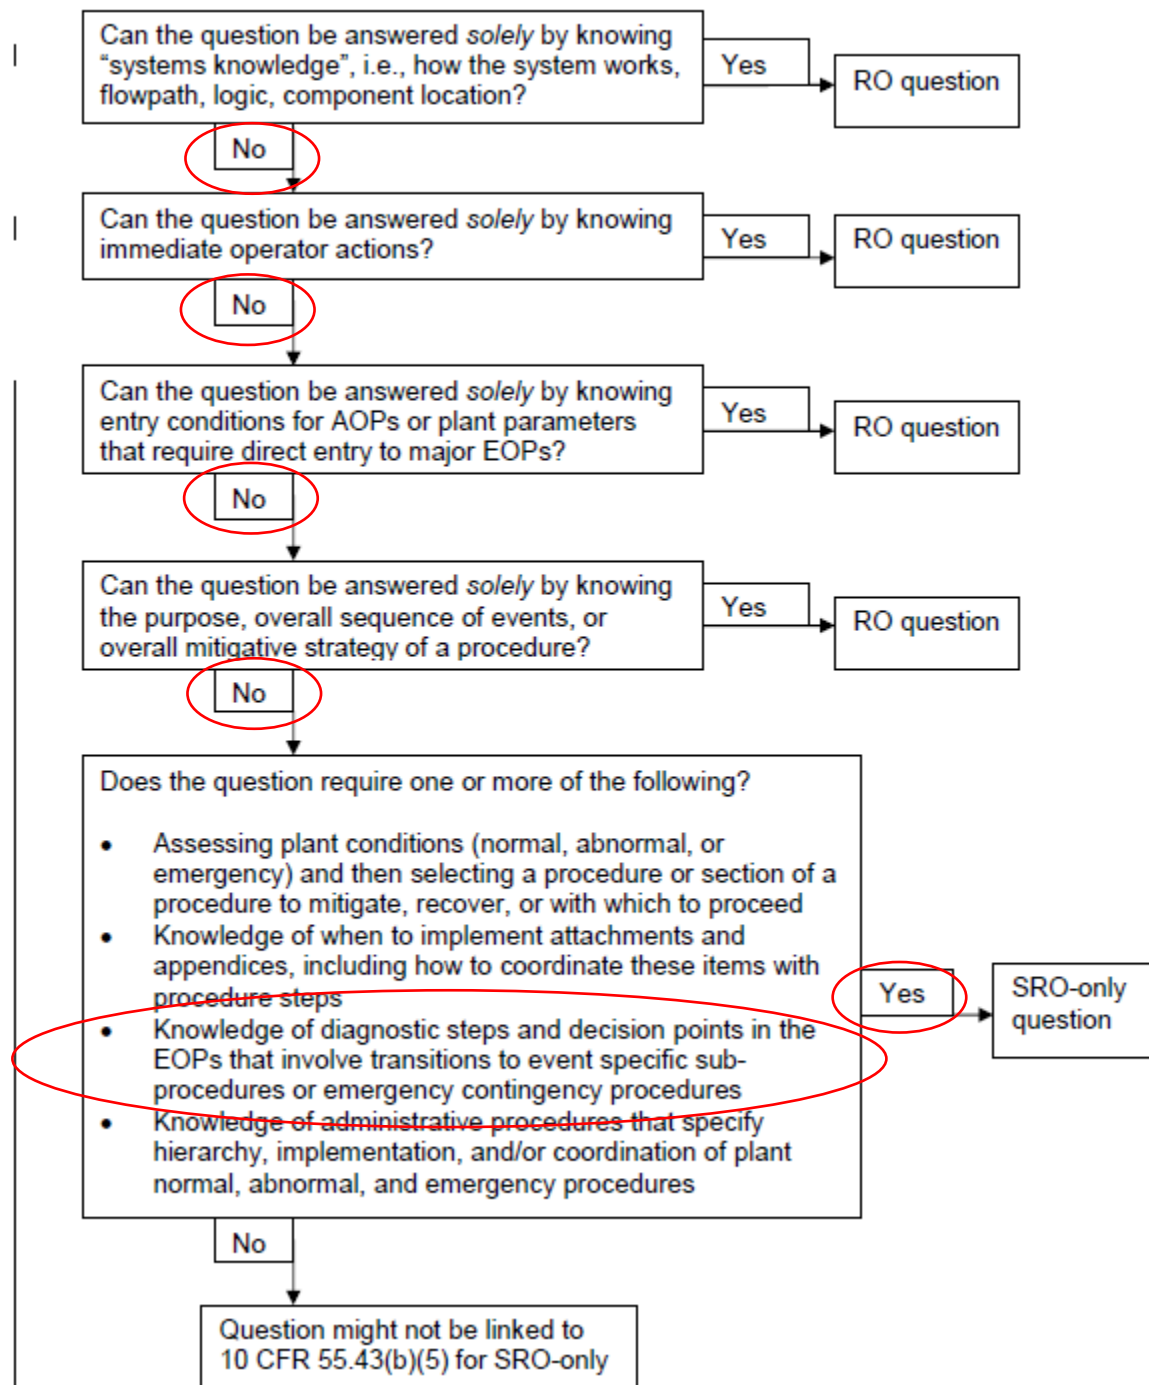 Can the question be answered solely by knowing
“systems knowledge”, i.e., how the system works,
flowpath, logic, component location?
Yes
RO question
No
Can the question be answered solely by knowing
immediate operator actions?
Yes
RO question
No
Can the question be answered solely by knowing
entry conditions for AOPs or plant parameters
that require direct entry to major EOPs?
Yes
RO question
No
Can the question be answered solely by knowing
the purpose, overall sequence of events, or
overall mitigative strategy of a procedure?
Yes
RO question
No
Does the question require one or more of the following?
• Assessing plant conditions (normal, abnormal, or
emergency) and then selecting a procedure or section of a
procedure to mitigate, recover, or with which to proceed
• Knowledge of when to implement attachments and
appendices, including how to coordinate these items with
procedure steps
• Knowledge of diagnostic steps and decision points in the
EOPs that involve transitions to event specific sub-
procedures or emergency contingency procedures
• Knowledge of administrative procedures that specify
hierarchy, implementation, and/or coordination of plant
normal, abnormal, and emergency procedures
Yes
SRO-only
question
No
Question might not be linked to
10 CFR 55.43(b)(5) for SRO-only